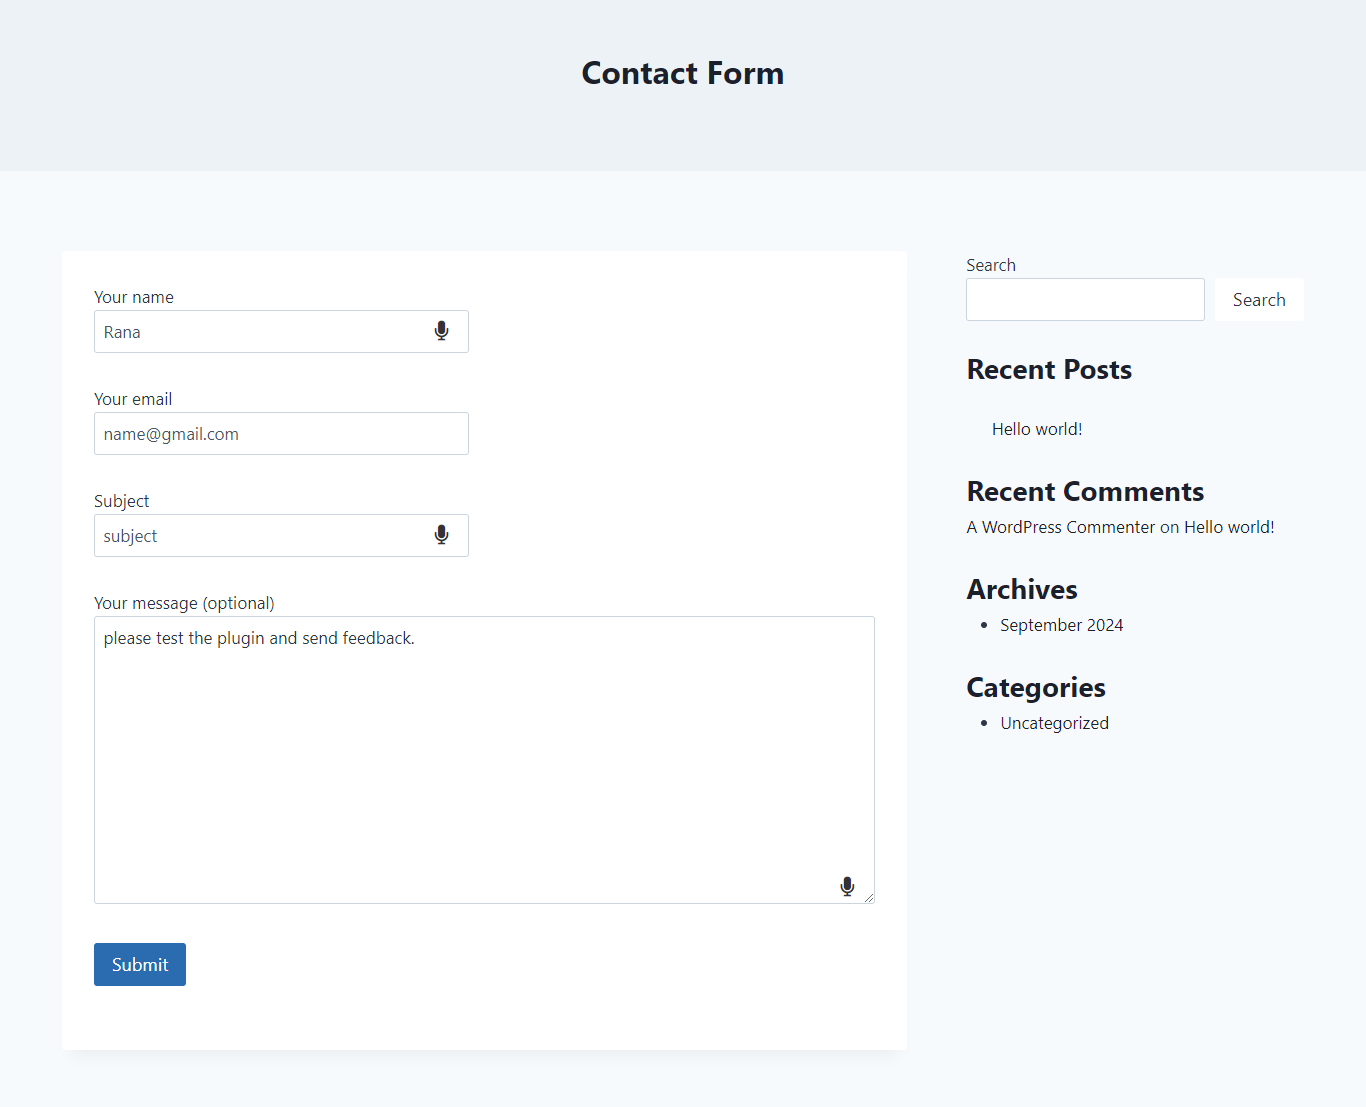 Contact Form
Your name
Rana
Your email
name@gmail.com
Subject
subject
Your message (optional)
please test the plugin and send feedback.
Submit
Search
Search
Recent Posts
Hello world!
Recent Comments
A WordPress Commenter on Hello world!
Archives
September 2024
Categories
Uncategorized